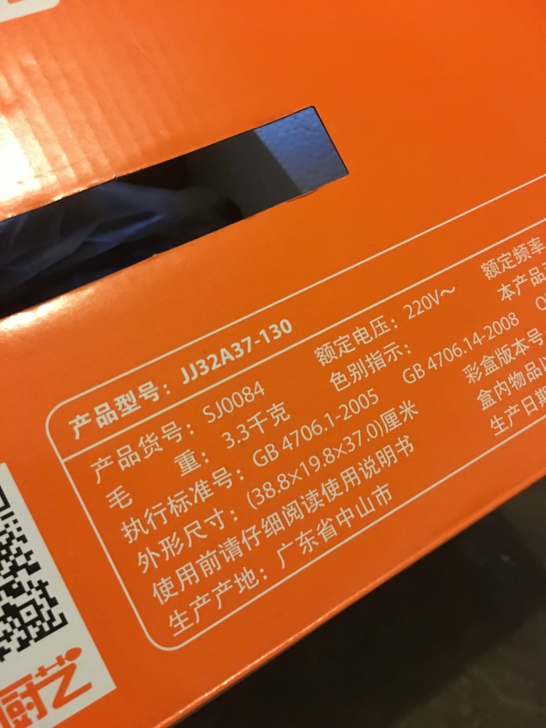 产品型号：JJ32A37-130
产品货号：SJ0084 额定电压：220V～ 额定频率
毛 重：3.3千克 色别指示： 本产品
执行标准号：GB 4706.1-2005 GB 4706.14-2008 Q
外形尺寸：(38.8×19.8×37.0)厘米 彩盒版本号
使用前请仔细阅读使用说明书 盒内物品以
生产产地：广东省中山市 生产日期
厨艺